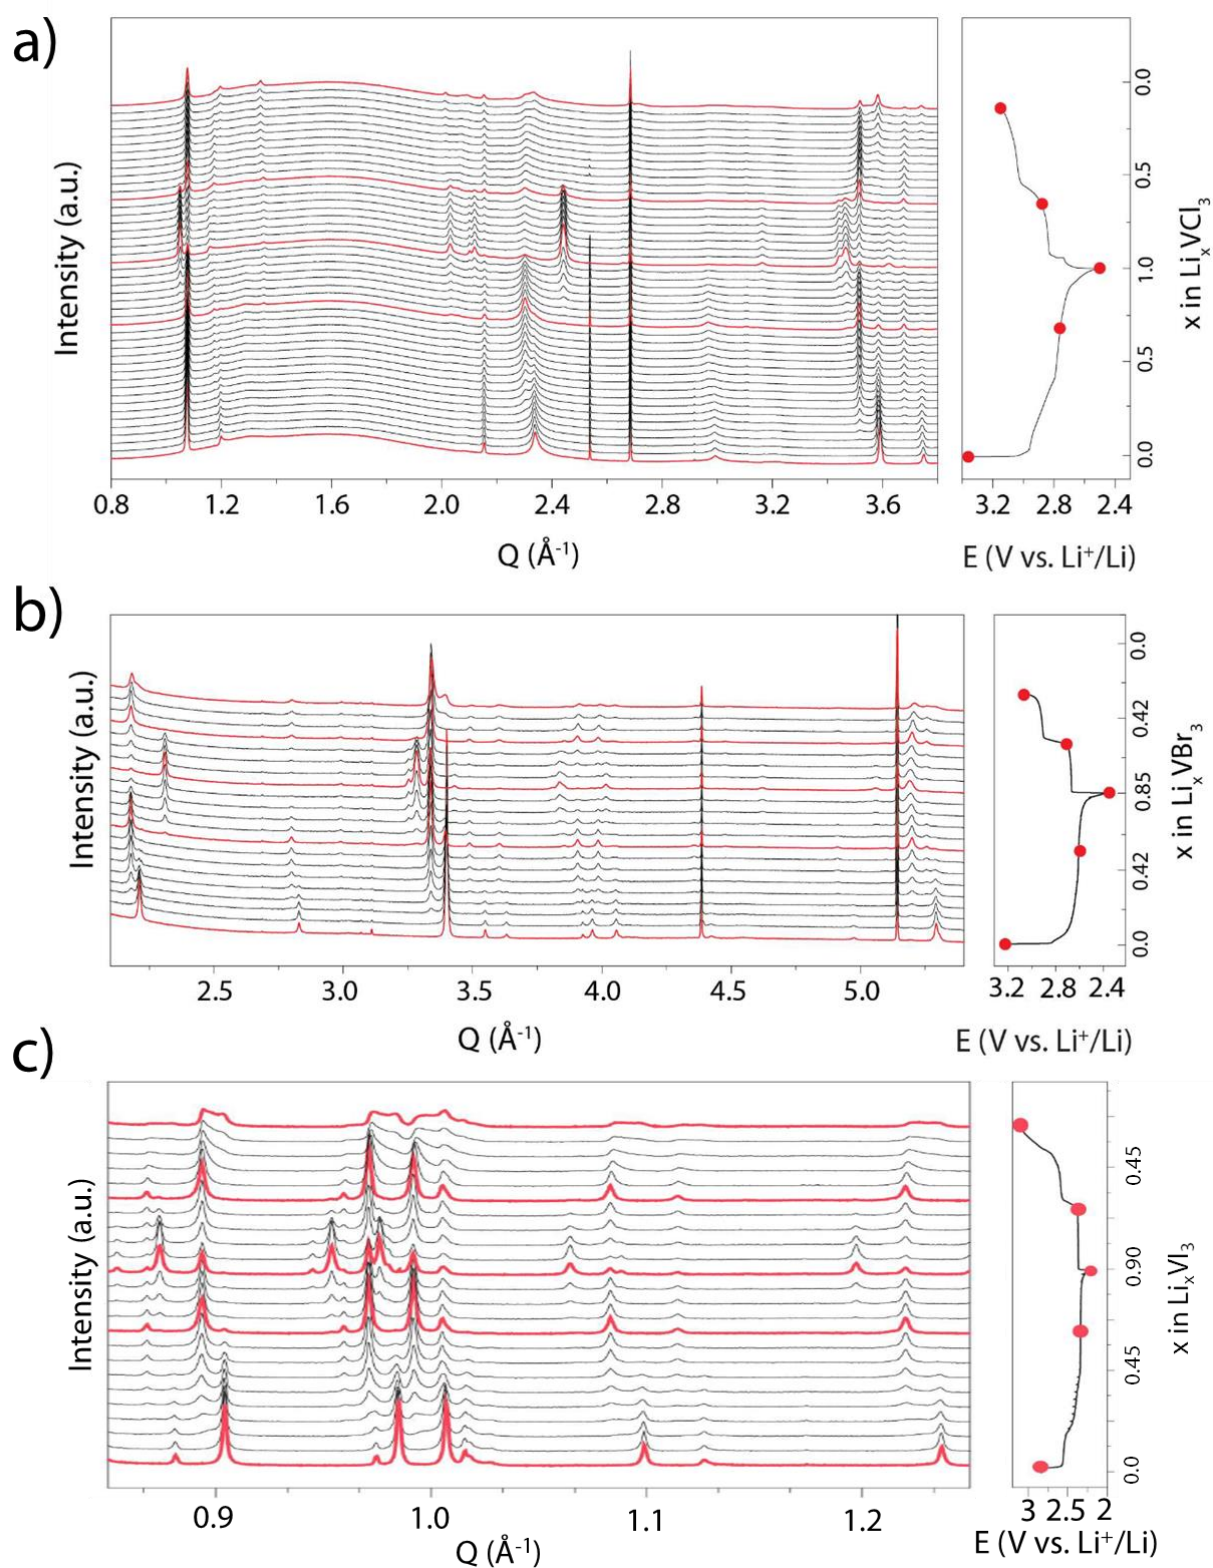 a)
Intensity (a.u.)
0.8 1.2 1.6 2.0 2.4 2.8 3.2 3.6
Q (Å⁻¹)
3.2 2.8 2.4
E (V vs. Li⁺/Li)
0.0
0.5
1.0
0.5
0.0
x in LiₓVCl₃
b)
Intensity (a.u.)
2.5 3.0 3.5 4.0 4.5 5.0
Q (Å⁻¹)
3.2 2.8 2.4
E (V vs. Li⁺/Li)
0.0
0.42
0.85
0.42
0.0
x in LiₓVBr₃
c)
Intensity (a.u.)
0.9 1.0 1.1 1.2
Q (Å⁻¹)
3 2.5 2
E (V vs. Li⁺/Li)
0.45
0.90
0.45
0.0
x in LiₓVI₃